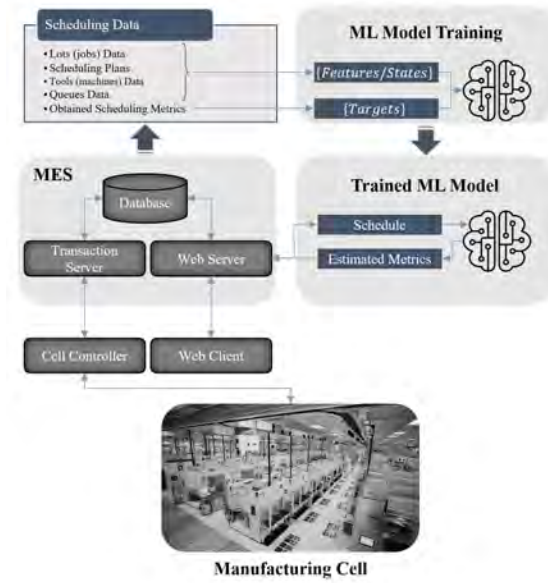 Scheduling Data
• Lots (jobs) Data
• Scheduling Plans
• Tools (machines) Data
• Queues Data
• Obtained Scheduling Metrics
ML Model Training
{Features/States}
{Targets}
MES
Database
Transaction
Server
Web Server
Trained ML Model
Schedule
Estimated Metrics
Cell Controller
Web Client
Manufacturing Cell